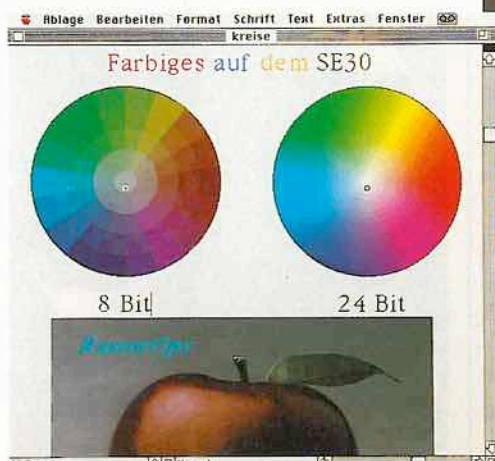 Ablage Bearbeiten Format Schrift Text Extras Fenster
kreise
Farbiges auf dem SE30
8 Bit
24 Bit